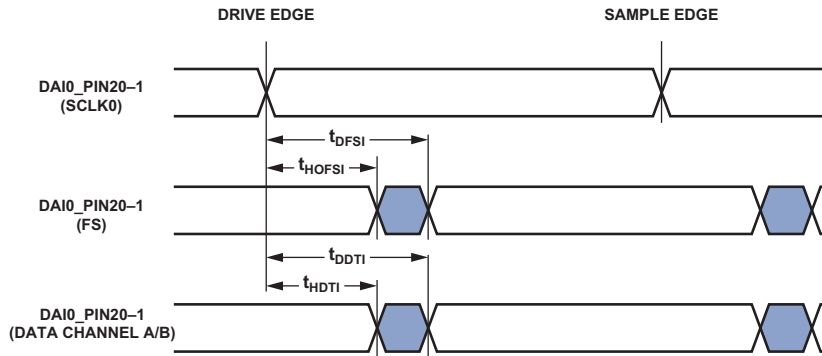 DRIVE EDGE
SAMPLE EDGE
DAI0_PIN20–1
(SCLK0)
tDFSI
tHOFSI
DAI0_PIN20–1
(FS)
tDDTI
tHDTI
DAI0_PIN20–1
(DATA CHANNEL A/B)